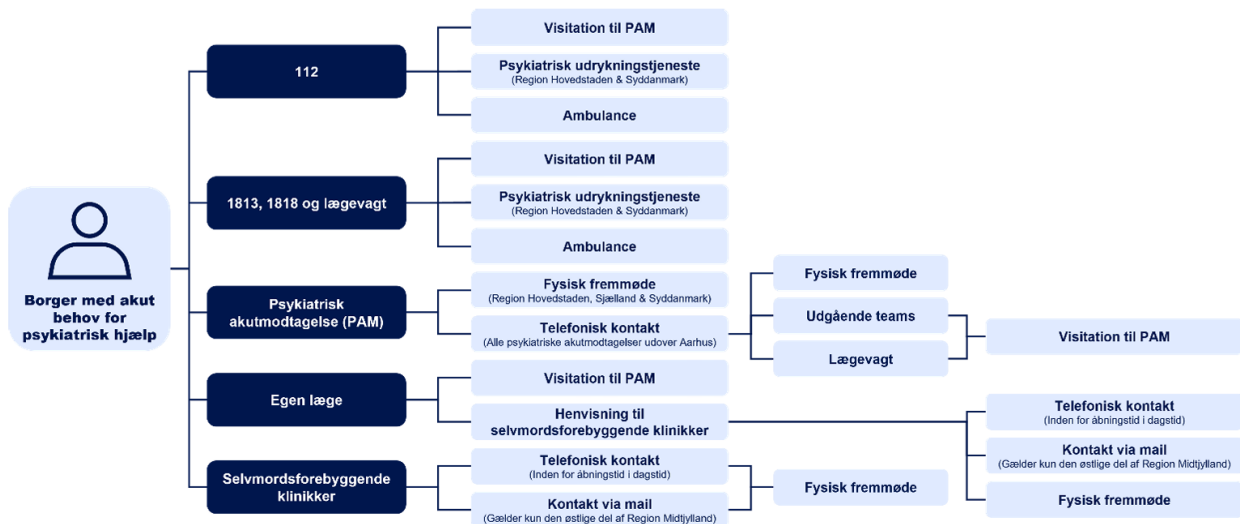 Borger med akut
behov for
psykiatrisk hjælp
112
Visitation til PAM
Psykiatrisk udrykningstjeneste
(Region Hovedstaden & Syddanmark)
Ambulance
1813, 1818 og lægevagt
Visitation til PAM
Psykiatrisk udrykningstjeneste
(Region Hovedstaden & Syddanmark)
Ambulance
Psykiatrisk
akutmodtagelse (PAM)
Fysisk fremmøde
(Region Hovedstaden, Sjælland & Syddanmark)
Telefonisk kontakt
(Alle psykiatriske akutmodtagelser udover Aarhus)
Fysisk fremmøde
Udgående teams
Lægevagt
Visitation til PAM
Egen læge
Visitation til PAM
Henvisning til
selvmordsforebyggende klinikker
Telefonisk kontakt
(Inden for åbningstid i dagstid)
Kontakt via mail
(Gælder kun den østlige del af Region Midtjylland)
Fysisk fremmøde
Selvmordsforebyggende
klinikker
Telefonisk kontakt
(Inden for åbningstid i dagstid)
Kontakt via mail
(Gælder kun den østlige del af Region Midtjylland)
Fysisk fremmøde